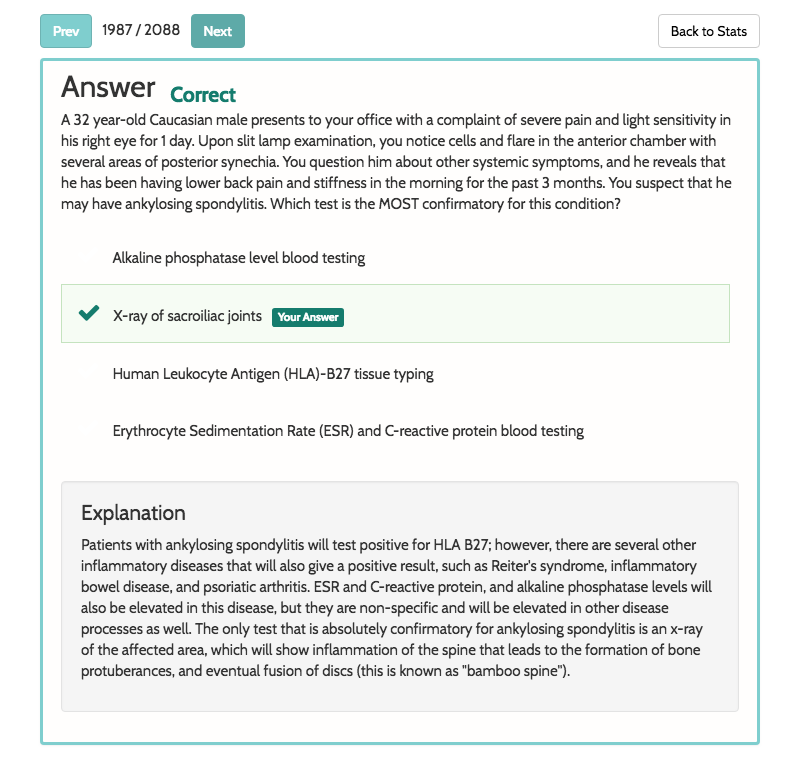 Prev 1987 / 2088 Next Back to Stats
Answer Correct
A 32 year-old Caucasian male presents to your office with a complaint of severe pain and light sensitivity in
his right eye for 1 day. Upon slit lamp examination, you notice cells and flare in the anterior chamber with
several areas of posterior synechia. You question him about other systemic symptoms, and he reveals that
he has been having lower back pain and stiffness in the morning for the past 3 months. You suspect that he
may have ankylosing spondylitis. Which test is the MOST confirmatory for this condition?
Alkaline phosphatase level blood testing
X-ray of sacroiliac joints Your Answer
Human Leukocyte Antigen (HLA)-B27 tissue typing
Erythrocyte Sedimentation Rate (ESR) and C-reactive protein blood testing
Explanation
Patients with ankylosing spondylitis will test positive for HLA B27; however, there are several other
inflammatory diseases that will also give a positive result, such as Reiter's syndrome, inflammatory
bowel disease, and psoriatic arthritis. ESR and C-reactive protein, and alkaline phosphatase levels will
also be elevated in this disease, but they are non-specific and will be elevated in other disease
processes as well. The only test that is absolutely confirmatory for ankylosing spondylitis is an x-ray
of the affected area, which will show inflammation of the spine that leads to the formation of bone
protuberances, and eventual fusion of discs (this is known as "bamboo spine").